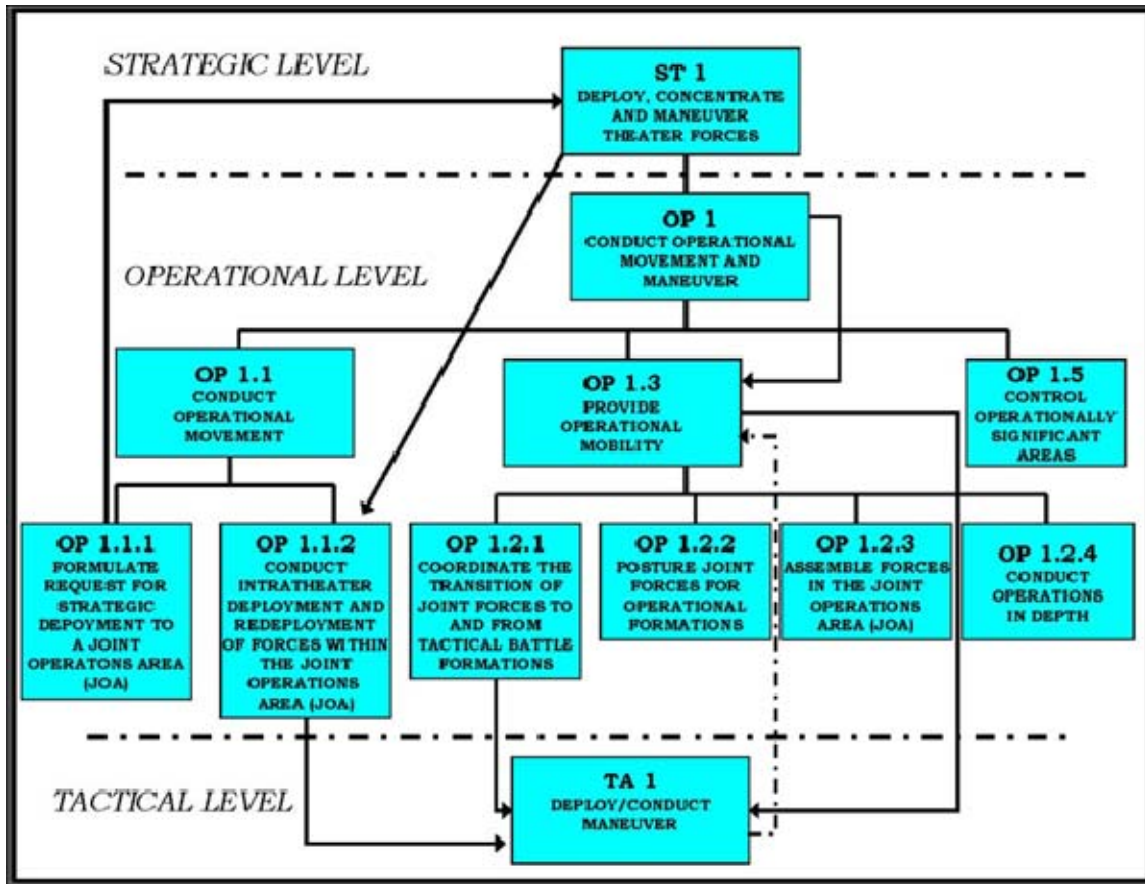 STRATEGIC LEVEL
ST 1
DEPLOY, CONCENTRATE
AND MANEUVER
THEATER FORCES
OP 1
CONDUCT OPERATIONAL
MOVEMENT AND
MANEUVER
OPERATIONAL LEVEL
OP 1.1
CONDUCT
OPERATIONAL
MOVEMENT
OP 1.3
PROVIDE
OPERATIONAL
MOBILITY
OP 1.5
CONTROL
OPERATIONALLY
SIGNIFICANT
AREAS
OP 1.1.1
FORMULATE
REQUEST FOR
STRATEGIC
DEPOYMENT TO
A JOINT
OPERATONS AREA
(JOA)
OP 1.1.2
CONDUCT
INTRATHEATER
DEPLOYMENT AND
REDEPLOYMENT
OF FORCES WITHIN
THE JOINT
OPERATIONS
AREA (JOA)
OP 1.2.1
COORDINATE THE
TRANSITION OF
JOINT FORCES TO
AND FROM
TACTICAL BATTLE
FORMATIONS
OP 1.2.2
POSTURE JOINT
FORCES FOR
OPERATIONAL
FORMATIONS
OP 1.2.3
ASSEMBLE FORCES
IN THE JOINT
OPERATIONS
AREA (JOA)
OP 1.2.4
CONDUCT
OPERATIONS
IN DEPTH
TACTICAL LEVEL
TA 1
DEPLOY/CONDUCT
MANEUVER